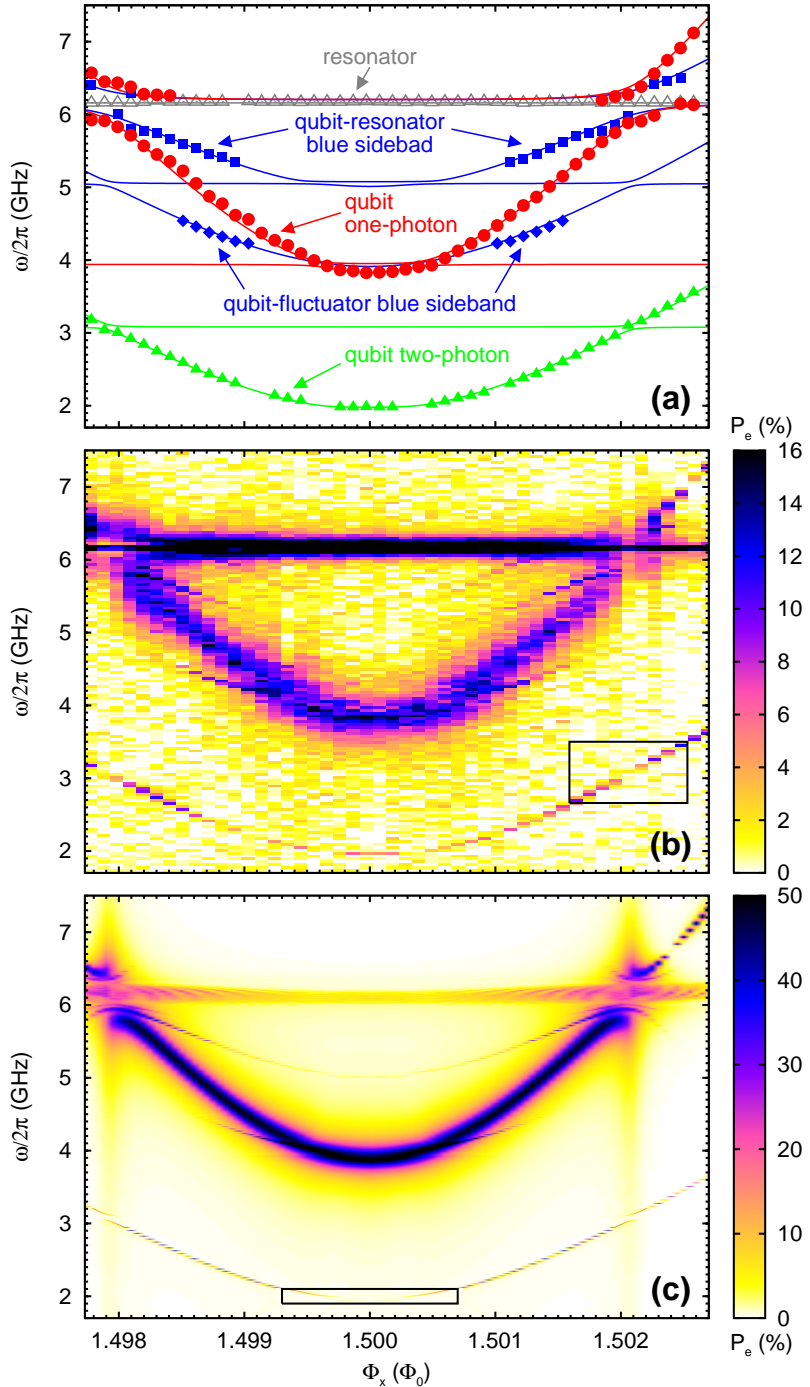 7
6
5
4
3
2
ω/2π (GHz)
resonator
qubit-resonator
blue sidebad
qubit
one-photon
qubit-fluctuator blue sideband
qubit two-photon
(a)
P_e (%)
7
6
5
4
3
2
ω/2π (GHz)
(b)
16
14
12
10
8
6
4
2
0
7
6
5
4
3
2
ω/2π (GHz)
(c)
50
40
30
20
10
0
P_e (%)
1.498
1.499
1.500
1.501
1.502
Φ_x (Φ_0)